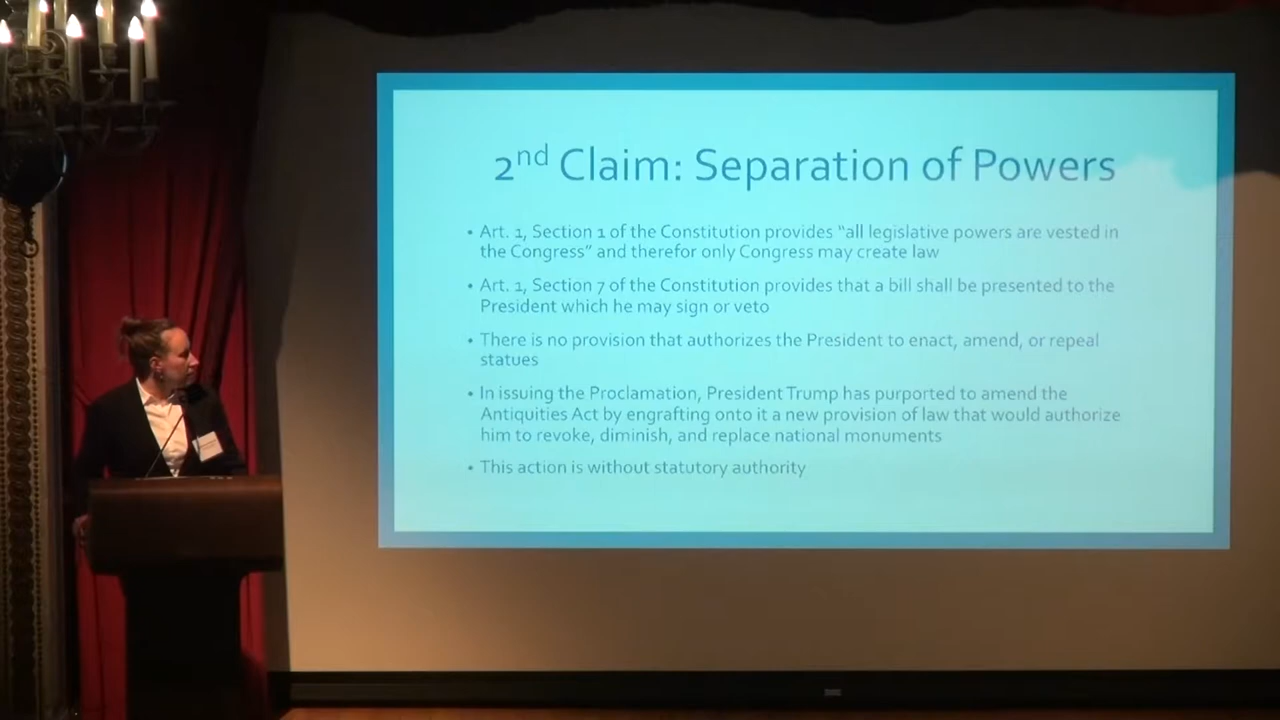 2nd Claim: Separation of Powers
• Art. 1, Section 1 of the Constitution provides “all legislative powers are vested in
the Congress” and therefor only Congress may create law
• Art. 1, Section 7 of the Constitution provides that a bill shall be presented to the
President which he may sign or veto
• There is no provision that authorizes the President to enact, amend, or repeal
statues
• In issuing the Proclamation, President Trump has purported to amend the
Antiquities Act by engrafting onto it a new provision of law that would authorize
him to revoke, diminish, and replace national monuments
• This action is without statutory authority